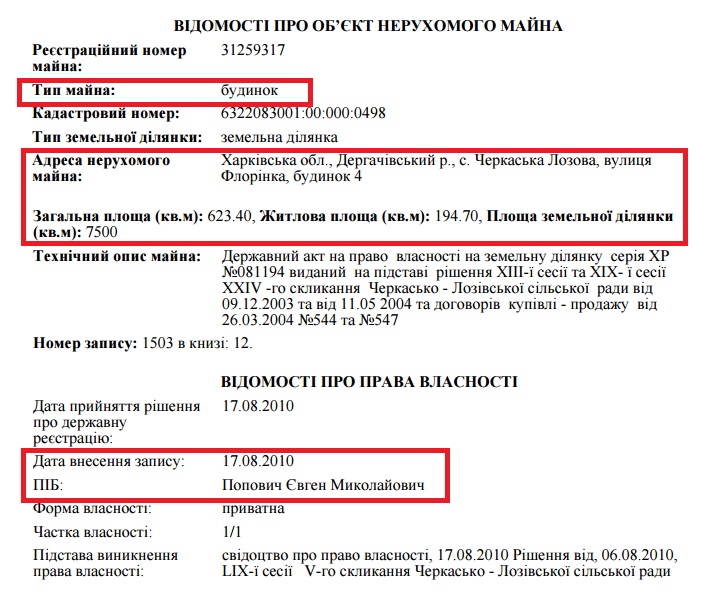 ВІДОМОСТІ ПРО ОБ’ЄКТ НЕРУХОМОГО МАЙНА
Реєстраційний номер майна: 31259317
Тип майна: будинок
Кадастровий номер: 6322083001:00:000:0498
Тип земельної ділянки: земельна ділянка
Адреса нерухомого майна: Харківська обл., Дергачівський р., с. Черкаська Лозова, вулиця
Флорінка, будинок 4
Загальна площа (кв.м): 623.40, Житлова площа (кв.м): 194.70, Площа земельної ділянки
(кв.м): 7500
Технічний опис майна: Державний акт на право власності на земельну ділянку серія ХР
№081194 виданий на підставі рішення XIII-ї сесії та XIX- ї сесії
XXIV -го скликання Черкасько - Лозівської сільської ради від
09.12.2003 та від 11.05 2004 та договорів купівлі - продажу від
26.03.2004 №544 та №547
Номер запису: 1503 в книзі: 12.
ВІДОМОСТІ ПРО ПРАВА ВЛАСНОСТІ
Дата прийняття рішення про державну реєстрацію: 17.08.2010
Дата внесення запису: 17.08.2010
ПІБ: Попович Євген Миколайович
Форма власності: приватна
Частка власності: 1/1
Підстава виникнення права власності: свідоцтво про право власності, 17.08.2010 Рішення від, 06.08.2010,
LIX-ї сесії V-го скликання Черкасько - Лозівської сільської ради